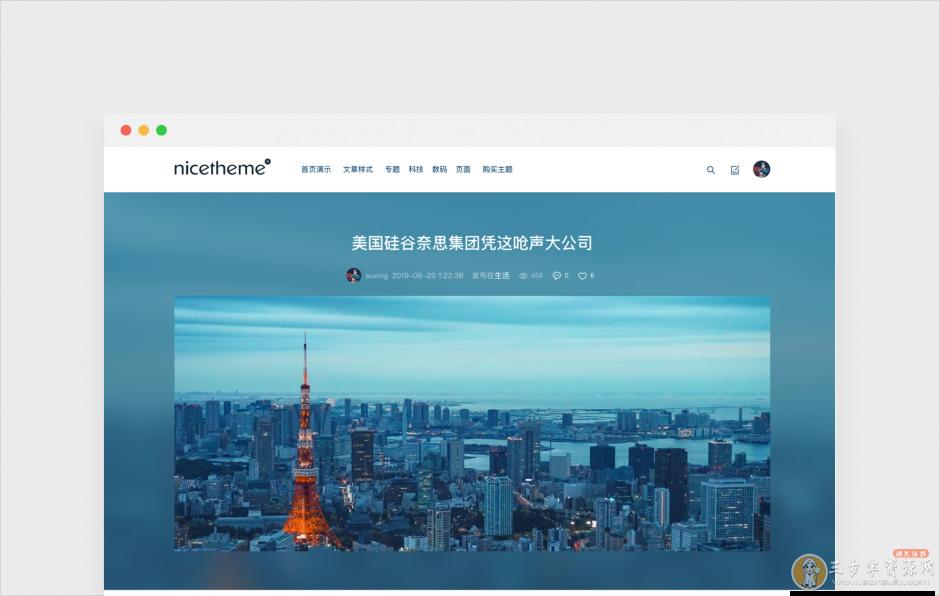 nicetheme
首页演示 文章样式 专题 科技 数码 页面 购买主题
美国硅谷奈思集团凭这呛声大公司
suxing 2019-06-20 1:22:38 发布在生活 458 0 6